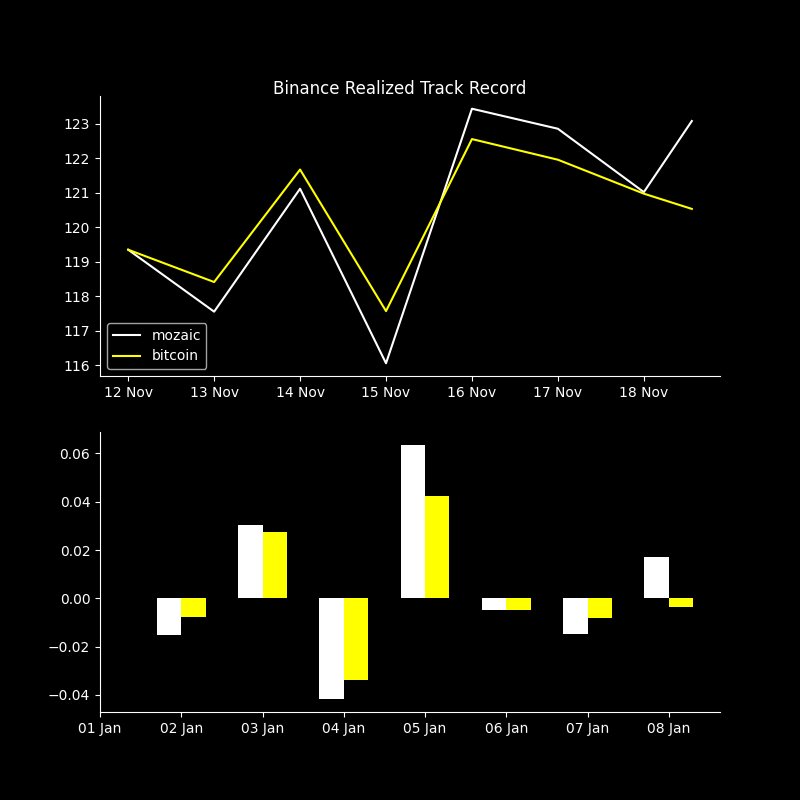 Binance Realized Track Record
123
122
121
120
119
118
117
116
mozaic
bitcoin
12 Nov 13 Nov 14 Nov 15 Nov 16 Nov 17 Nov 18 Nov
0.06
0.04
0.02
0.00
−0.02
−0.04
01 Jan 02 Jan 03 Jan 04 Jan 05 Jan 06 Jan 07 Jan 08 Jan